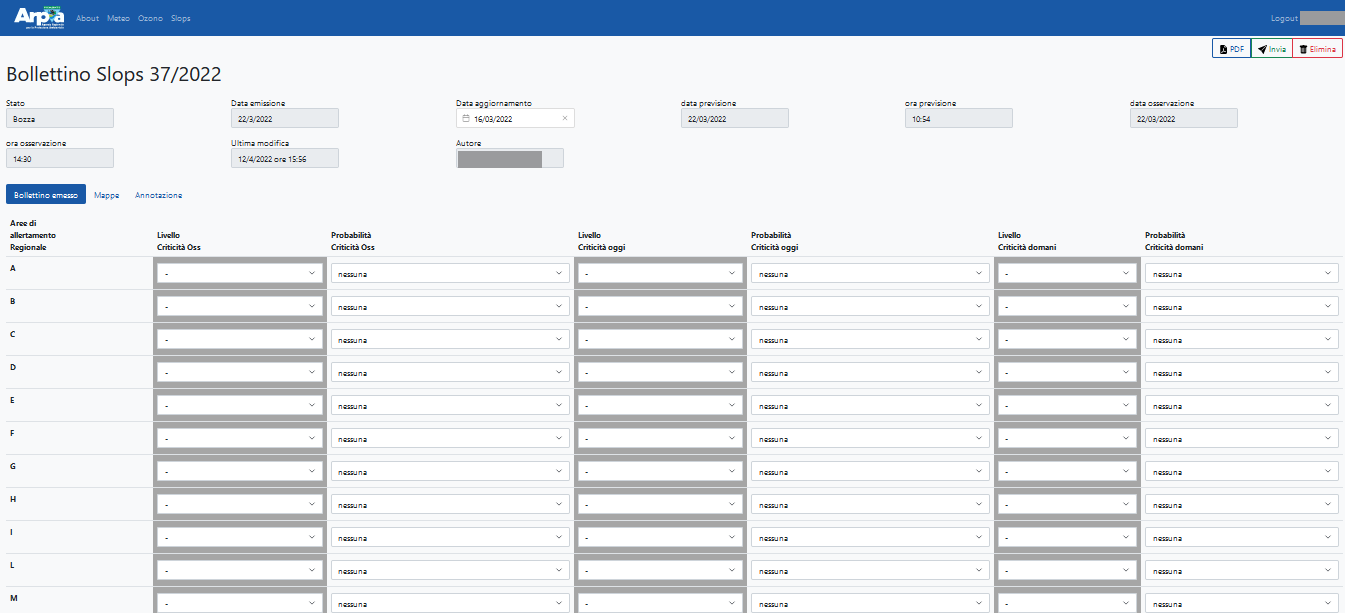 Arpa About Meteo Ozono Slops Logout
PDF Invia Elimina
Bollettino Slops 37/2022
Stato Data emissione Data aggiornamento data previsione ora previsione data osservazione
Bozza 22/3/2022 16/03/2022 × 22/03/2022 10:54 22/03/2022
ora osservazione Ultima modifica Autore
14:30 12/4/2022 ore 15:56
Bollettino emesso Mappe Annotazione
Aree di
allertamento Livello Probabilità Livello Probabilità Livello Probabilità
Regionale Criticità Oss Criticità Oss Criticità oggi Criticità oggi Criticità domani Criticità domani
A - nessuna - nessuna - nessuna
B - nessuna - nessuna - nessuna
C - nessuna - nessuna - nessuna
D - nessuna - nessuna - nessuna
E - nessuna - nessuna - nessuna
F - nessuna - nessuna - nessuna
G - nessuna - nessuna - nessuna
H - nessuna - nessuna - nessuna
I - nessuna - nessuna - nessuna
L - nessuna - nessuna - nessuna
M - nessuna - nessuna - nessuna